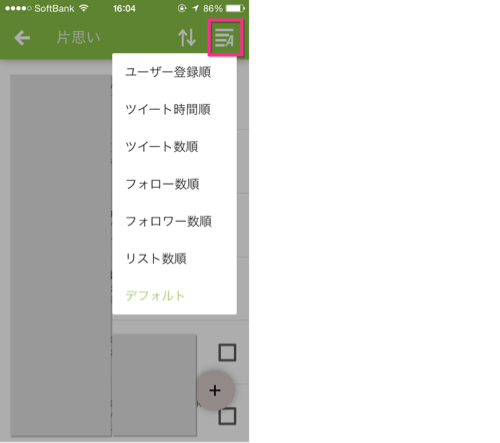 SoftBank 16:04 86%
片思い
ユーザー登録順
ツイート時間順
ツイート数順
フォロー数順
フォロワー数順
リスト数順
デフォルト